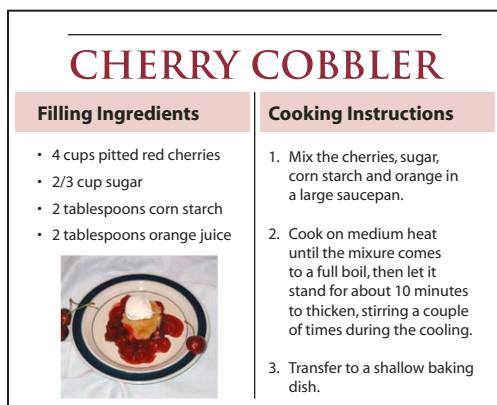 CHERRY COBBLER
Filling Ingredients
• 4 cups pitted red cherries
• 2/3 cup sugar
• 2 tablespoons corn starch
• 2 tablespoons orange juice
Cooking Instructions
1. Mix the cherries, sugar,
corn starch and orange in
a large saucepan.
2. Cook on medium heat
until the mixure comes
to a full boil, then let it
stand for about 10 minutes
to thicken, stirring a couple
of times during the cooling.
3. Transfer to a shallow baking
dish.